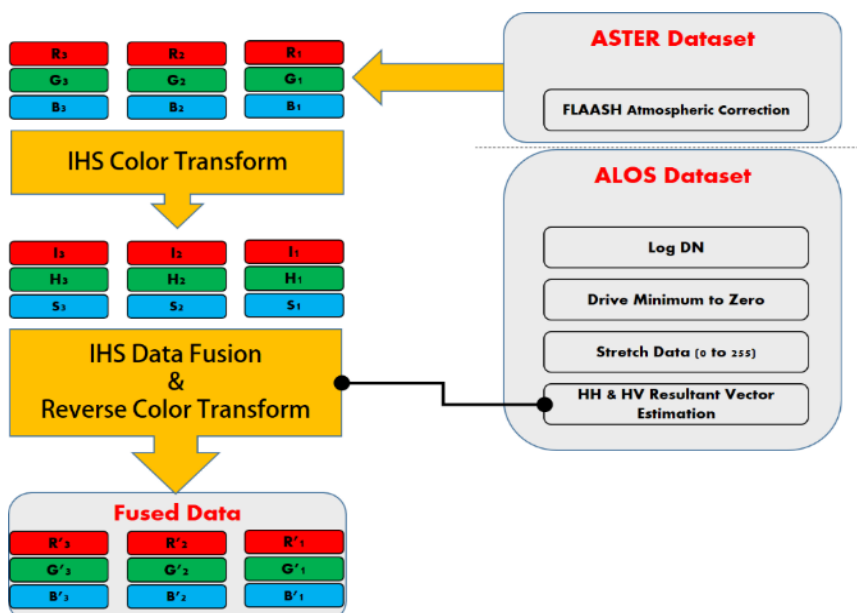 R₃ R₂ R₁
G₃ G₂ G₁
B₃ B₂ B₁
IHS Color Transform
I₃ I₂ I₁
H₃ H₂ H₁
S₃ S₂ S₁
IHS Data Fusion
&
Reverse Color Transform
Fused Data
R'₃ R'₂ R'₁
G'₃ G'₂ G'₁
B'₃ B'₂ B'₁
ASTER Dataset
FLAASH Atmospheric Correction
ALOS Dataset
Log DN
Drive Minimum to Zero
Stretch Data [0 to 255]
HH & HV Resultant Vector
Estimation